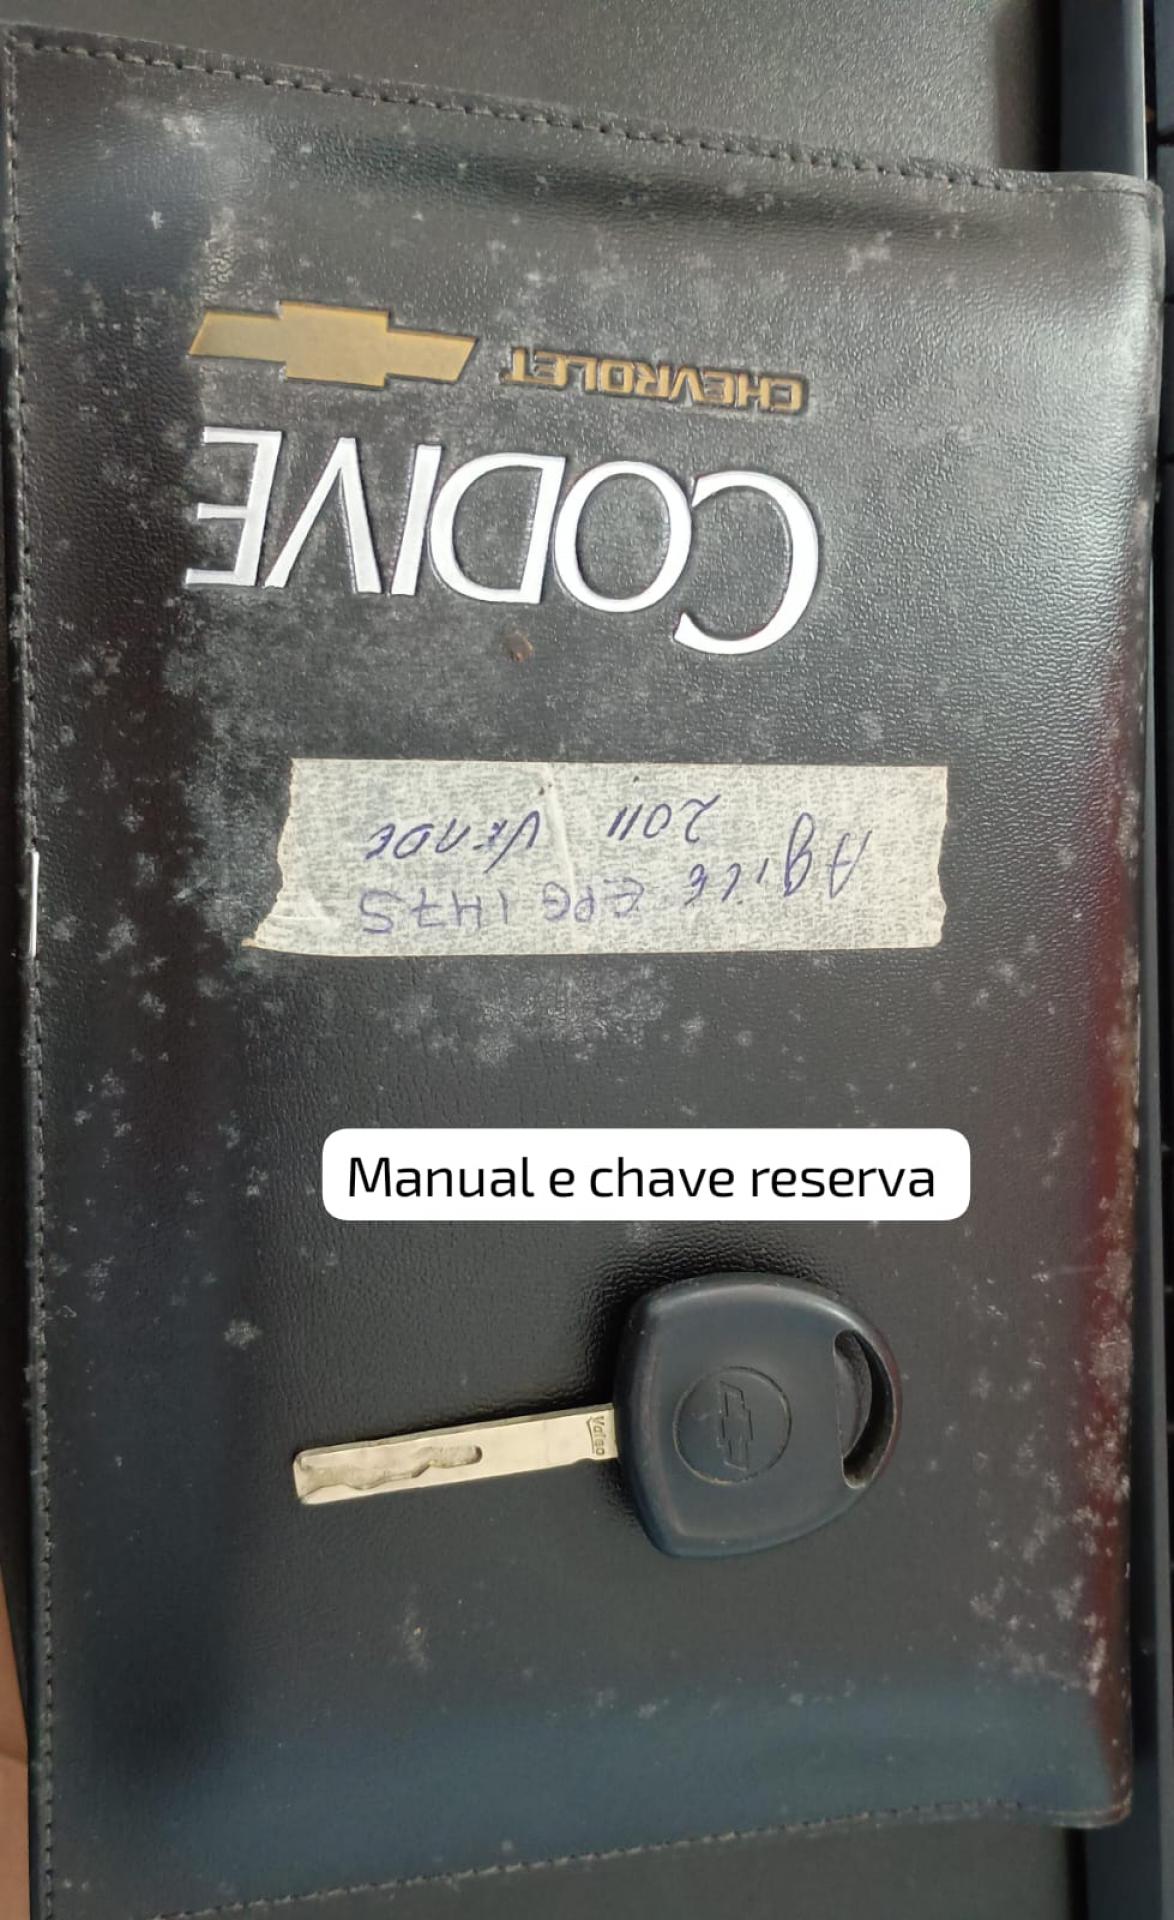 CHEVROLET
CODIVE
2011 VERDE
Agile EPG 1475
Manual e chave reserva
Valeo